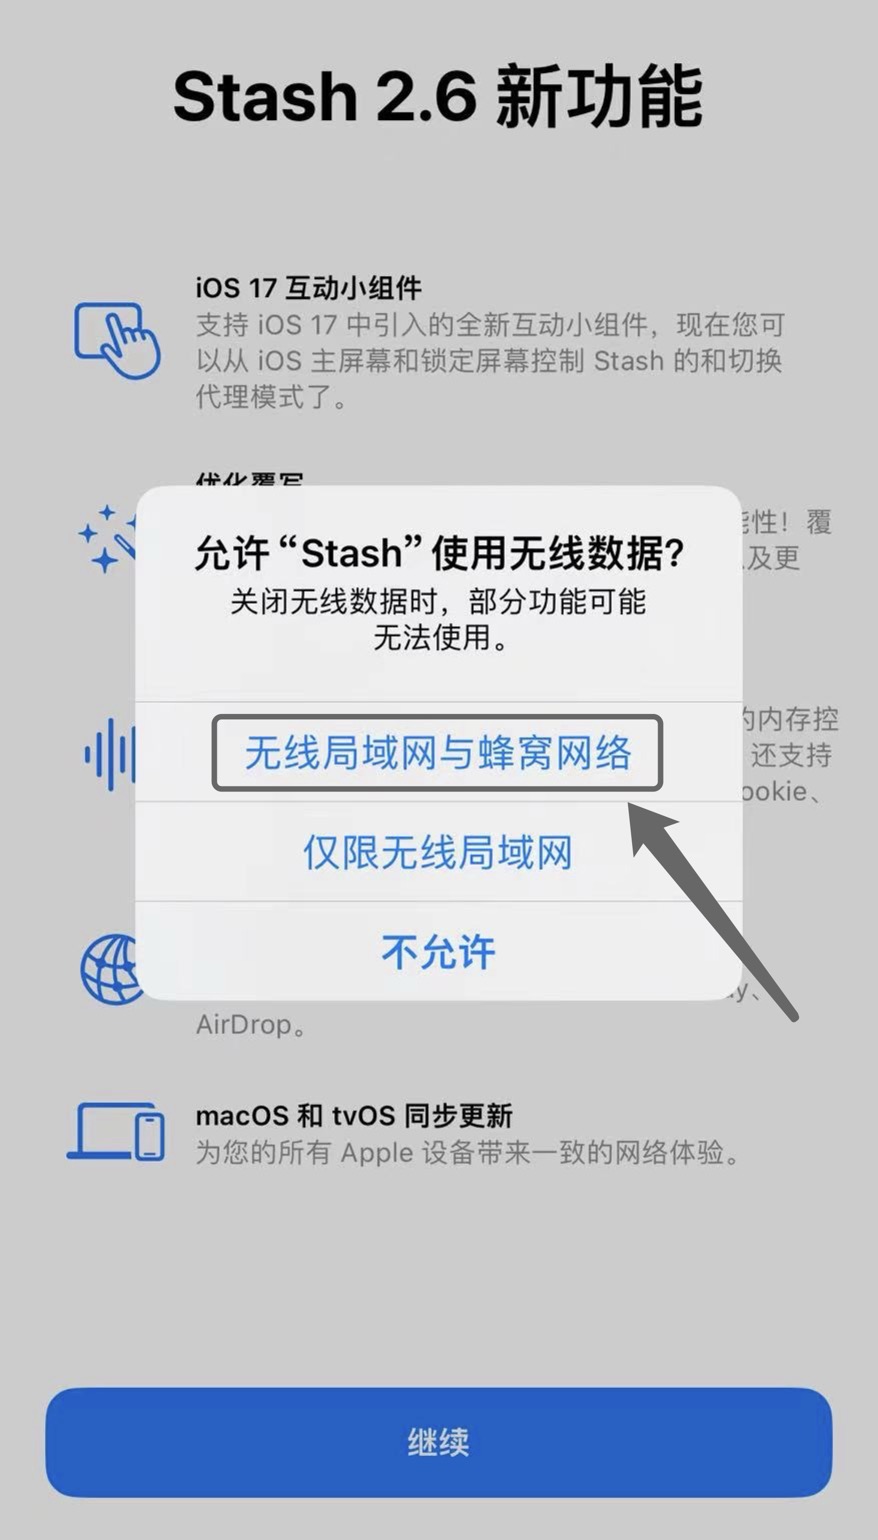 Stash 2.6 新功能
iOS 17 互动小组件
支持 iOS 17 中引入的全新互动小组件，现在您可
以从 iOS 主屏幕和锁定屏幕控制 Stash 的和切换
代理模式了。
优化覆写
能性！覆
以及更
允许“Stash”使用无线数据？
关闭无线数据时，部分功能可能
无法使用。
的内存控
无线局域网与蜂窝网络
还支持
ookie、
仅限无线局域网
不允许
y、
AirDrop。
macOS 和 tvOS 同步更新
为您的所有 Apple 设备带来一致的网络体验。
继续